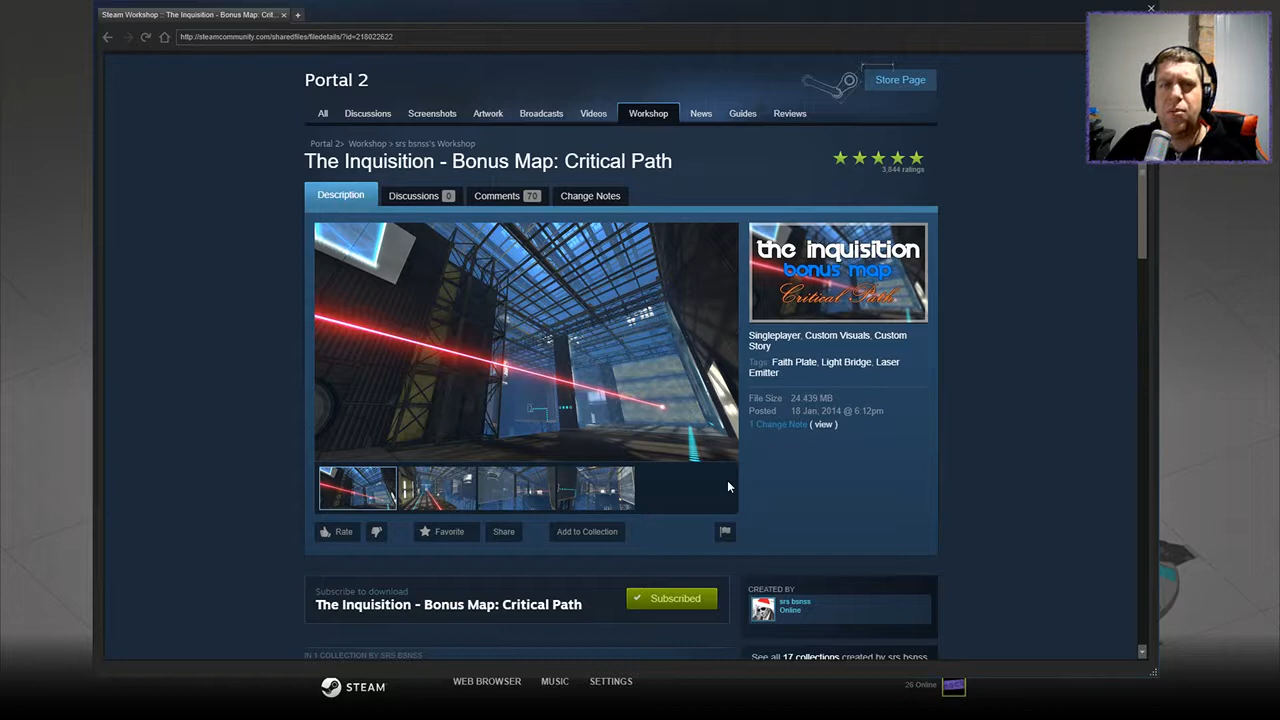 Steam Workshop :: The Inquisition - Bonus Map: Crit...
http://steamcommunity.com/sharedfiles/filedetails/?id=218022622
Portal 2
Store Page
All Discussions Screenshots Artwork Broadcasts Videos Workshop News Guides Reviews
Portal 2> Workshop > srs bsnss's Workshop
The Inquisition - Bonus Map: Critical Path
3,844 ratings
Description Discussions 0 Comments 70 Change Notes
the inquisition
bonus map
Critical Path
Singleplayer, Custom Visuals, Custom
Story
Tags: Faith Plate, Light Bridge, Laser
Emitter
File Size 24.439 MB
Posted 18 Jan, 2014 @ 6:12pm
1 Change Note ( view )
Rate Favorite Share Add to Collection
Subscribe to download
The Inquisition - Bonus Map: Critical Path
Subscribed
CREATED BY
srs bsnss
Online
IN 1 COLLECTION BY SRS BSNSS
See all 17 collections created by srs bsnss
STEAM
WEB BROWSER MUSIC SETTINGS
26 Online